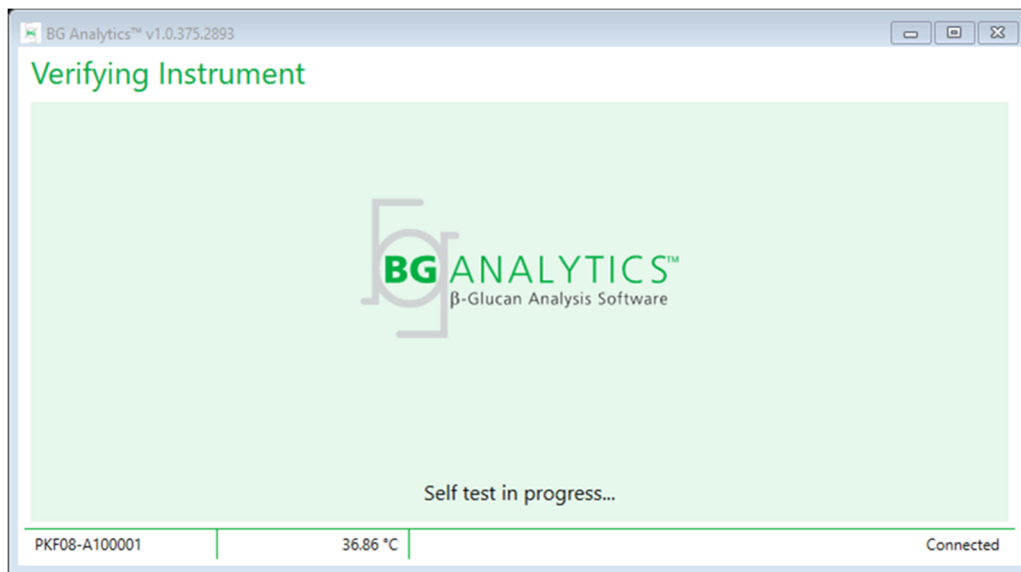 BG Analytics™ v1.0.375.2893
Verifying Instrument
BG ANALYTICS™
β-Glucan Analysis Software
Self test in progress...
PKF08-A100001 36.86 °C Connected